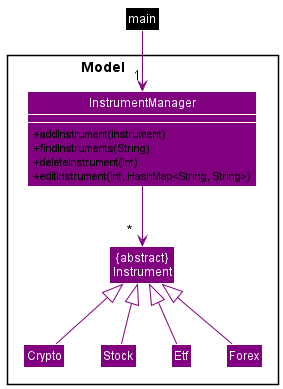 main
Model
1
InstrumentManager
+addInstrument(Instrument)
+findInstruments(String)
+deleteInstrument(int)
+editinstrument(int, HashMap<String, String>)
*
{abstract}
Instrument
Crypto
Stock
Etf
Forex